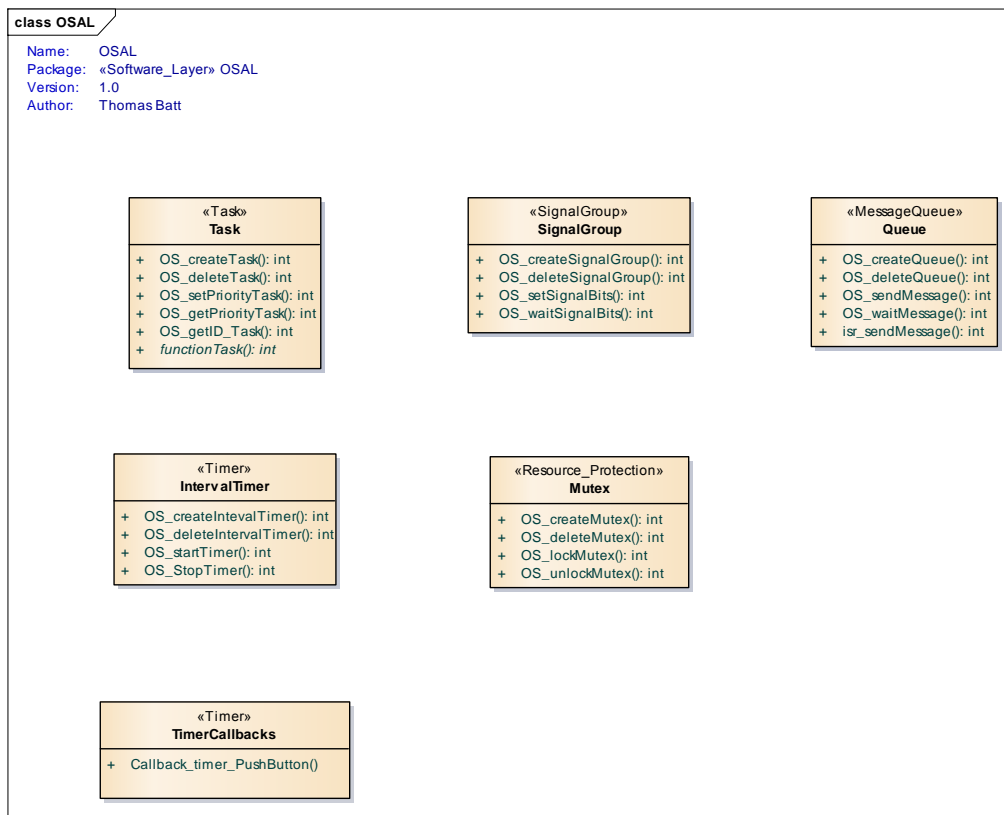 class OSAL
Name: OSAL
Package: «Software_Layer» OSAL
Version: 1.0
Author: Thomas Batt
«Task»
Task
+ OS_createTask(): int
+ OS_deleteTask(): int
+ OS_setPriorityTask(): int
+ OS_getPriorityTask(): int
+ OS_getID_Task(): int
+ functionTask(): int
«SignalGroup»
SignalGroup
+ OS_createSignalGroup(): int
+ OS_deleteSignalGroup(): int
+ OS_setSignalBits(): int
+ OS_waitSignalBits(): int
«MessageQueue»
Queue
+ OS_createQueue(): int
+ OS_deleteQueue(): int
+ OS_sendMessage(): int
+ OS_waitMessage(): int
+ isr_sendMessage(): int
«Timer»
IntervalTimer
+ OS_createIntevalTimer(): int
+ OS_deleteIntervalTimer(): int
+ OS_startTimer(): int
+ OS_StopTimer(): int
«Resource_Protection»
Mutex
+ OS_createMutex(): int
+ OS_deleteMutex(): int
+ OS_lockMutex(): int
+ OS_unlockMutex(): int
«Timer»
TimerCallbacks
+ Callback_timer_PushButton()